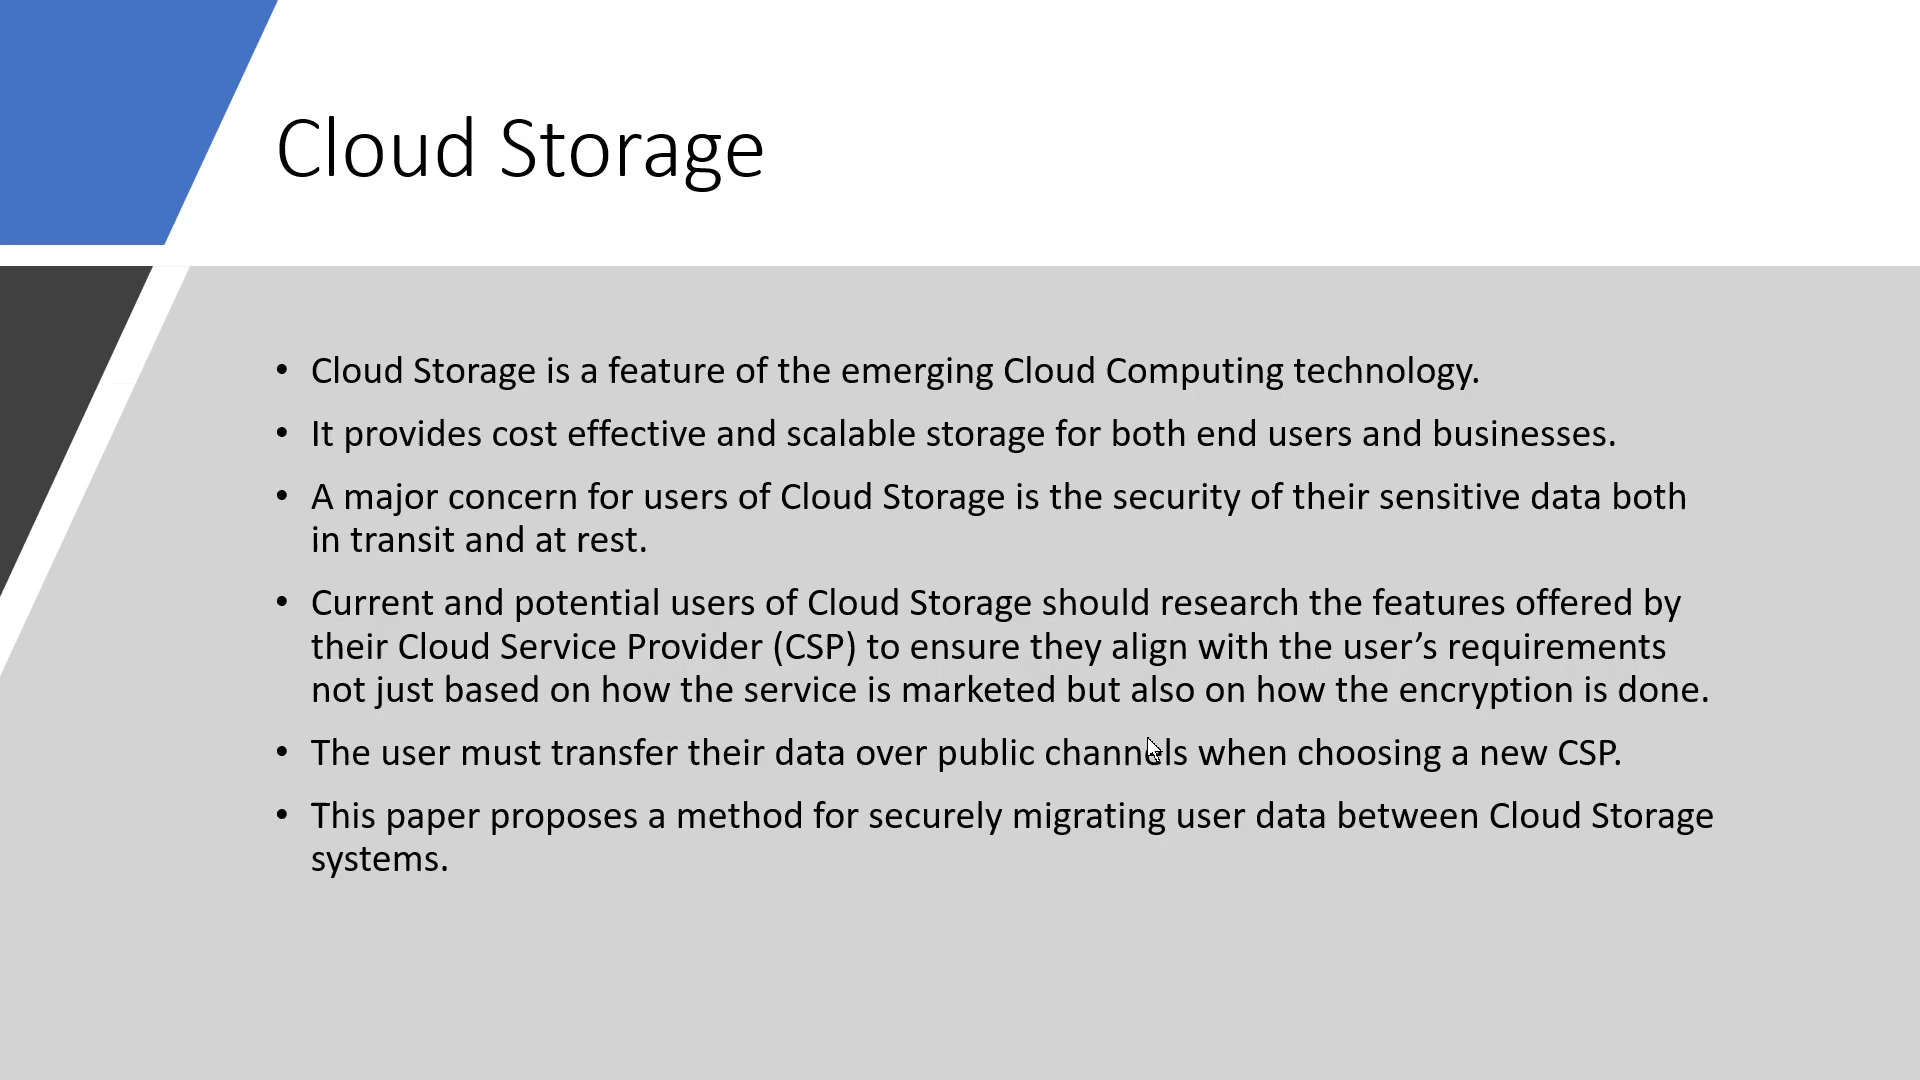 Cloud Storage
• Cloud Storage is a feature of the emerging Cloud Computing technology.
• It provides cost effective and scalable storage for both end users and businesses.
• A major concern for users of Cloud Storage is the security of their sensitive data both
in transit and at rest.
• Current and potential users of Cloud Storage should research the features offered by
their Cloud Service Provider (CSP) to ensure they align with the user’s requirements
not just based on how the service is marketed but also on how the encryption is done.
• The user must transfer their data over public channels when choosing a new CSP.
• This paper proposes a method for securely migrating user data between Cloud Storage
systems.